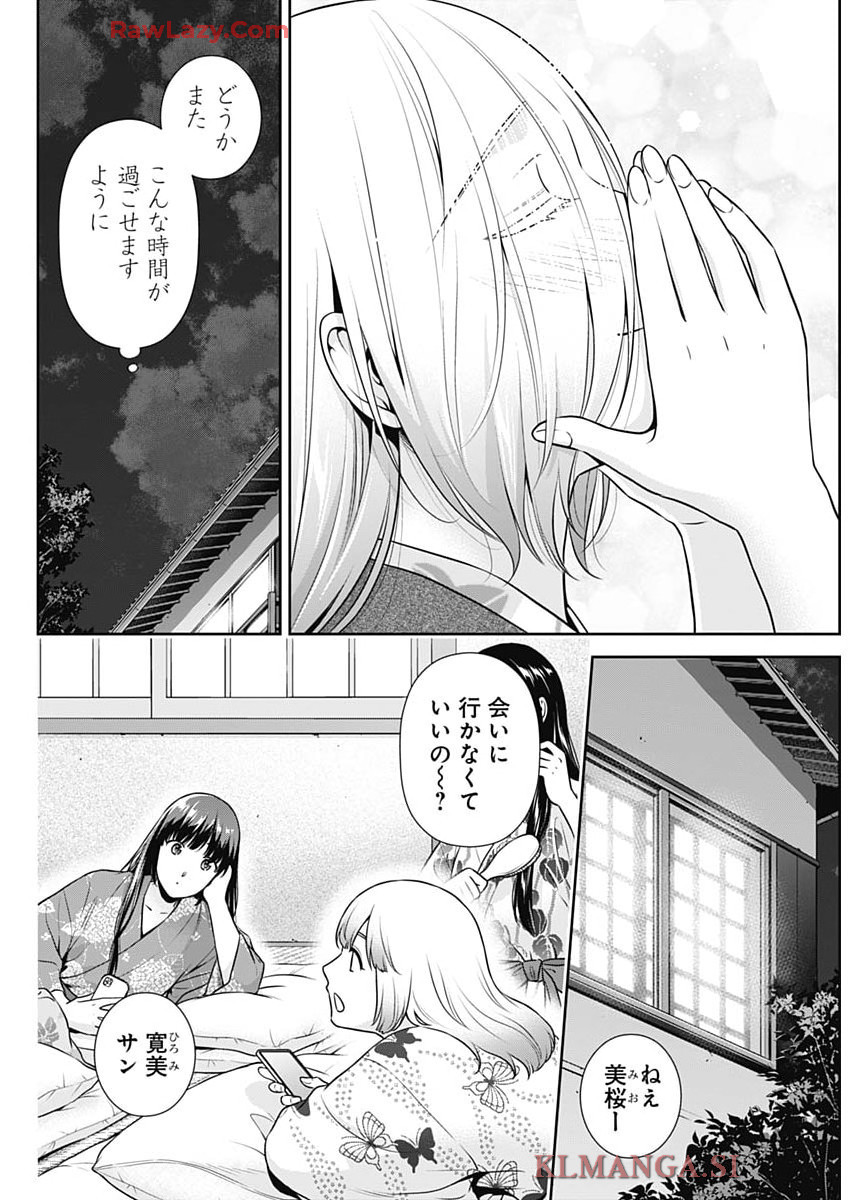 RawLazy.Com
どうか
また
こんな時間が
過ごせます
ように
ねえ
美桜ー
みお
会いに
行かなくて
いいの〜?
寛美
ひろみ
サン
KLMANGA.SI